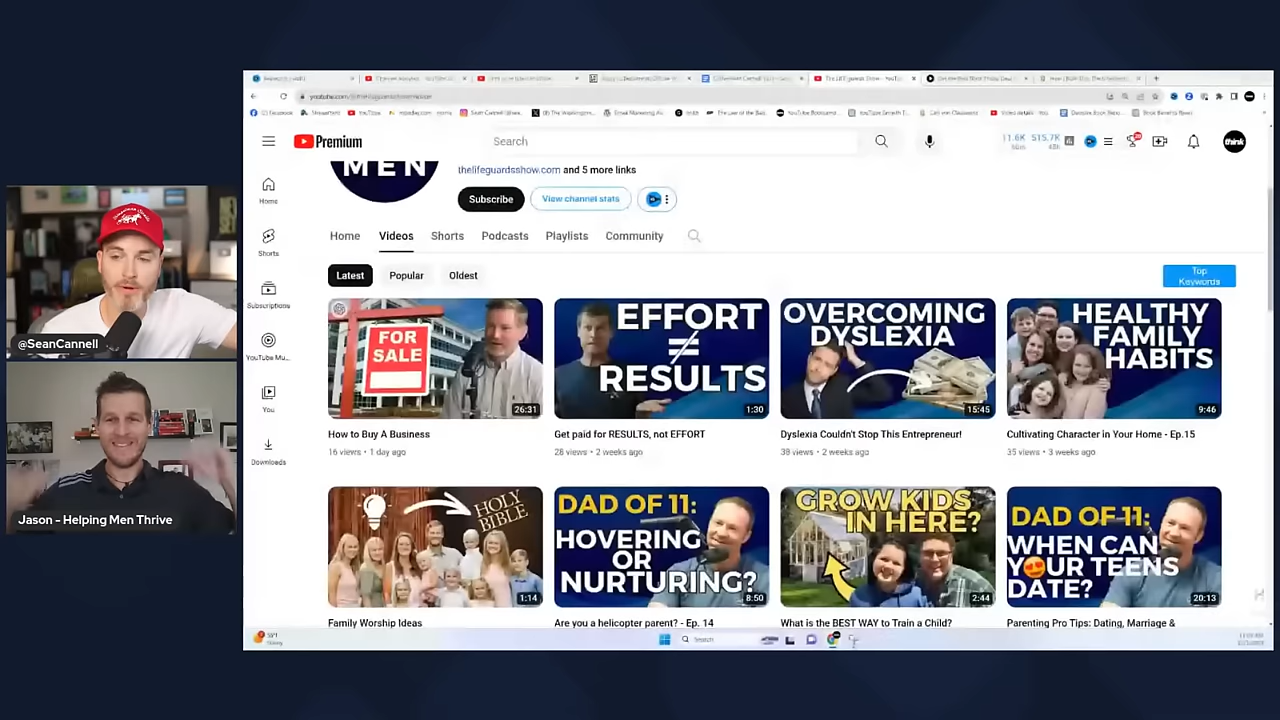 Premium
Search
11.6K 515.7K
48h
think
Home
Shorts
Subscriptions
YouTube Mu...
You
Downloads
MEN
thelifeguardsshow.com and 5 more links
Subscribe
View channel stats
Home
Videos
Shorts
Podcasts
Playlists
Community
Latest
Popular
Oldest
Top
Keywords
FOR
SALE
26:31
EFFORT
≠
RESULTS
1:30
OVERCOMING
DYSLEXIA
15:45
HEALTHY
FAMILY
HABITS
9:46
How to Buy A Business
16 views • 1 day ago
Get paid for RESULTS, not EFFORT
28 views • 2 weeks ago
Dyslexia Couldn't Stop This Entrepreneur!
38 views • 2 weeks ago
Cultivating Character in Your Home - Ep.15
35 views • 3 weeks ago
HOLY
BIBLE
1:14
DAD OF 11:
HOVERING
OR
NURTURING?
8:50
GROW KIDS
IN HERE?
2:44
DAD OF 11:
WHEN CAN
YOUR TEENS
DATE?
20:13
Family Worship Ideas
Are you a helicopter parent? - Ep. 14
What is the BEST WAY to Train a Child?
Parenting Pro Tips: Dating, Marriage &
Search
@SeanCannell
Jason - Helping Men Thrive